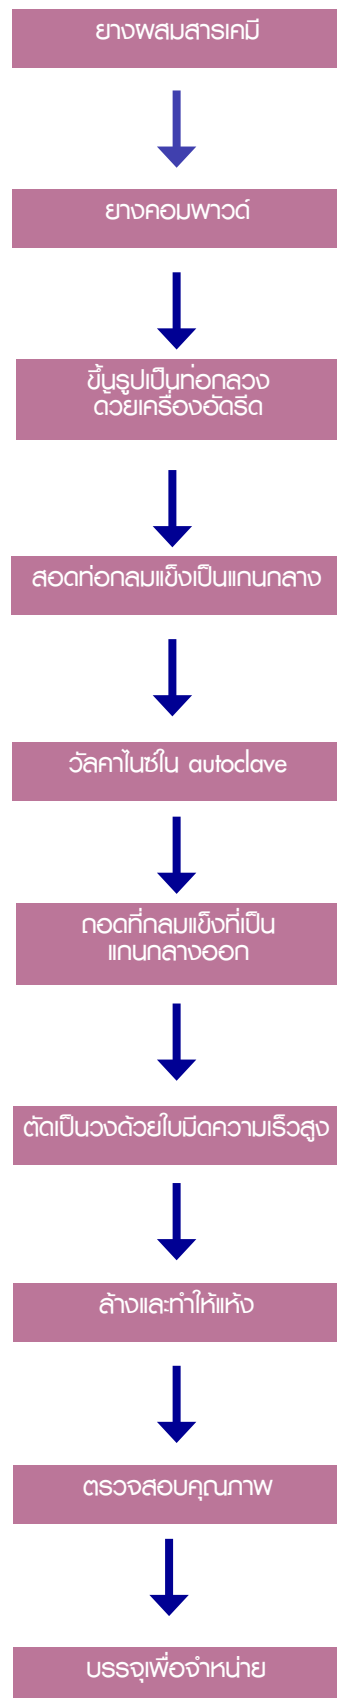 ยางผสมสารเคมี
ยางคอมพาวด์
ขึ้นรูปเป็นท่อกลวง
ด้วยเครื่องอัดรีด
สอดท่อกลมแข็งเป็นแกนกลาง
วัลคาไนซ์ใน autoclave
ถอดที่กลมแข็งที่เป็น
แกนกลางออก
ตัดเป็นวงด้วยใบมีดความเร็วสูง
ล้างและทำให้แห้ง
ตรวจสอบคุณภาพ
บรรจุเพื่อจำหน่าย